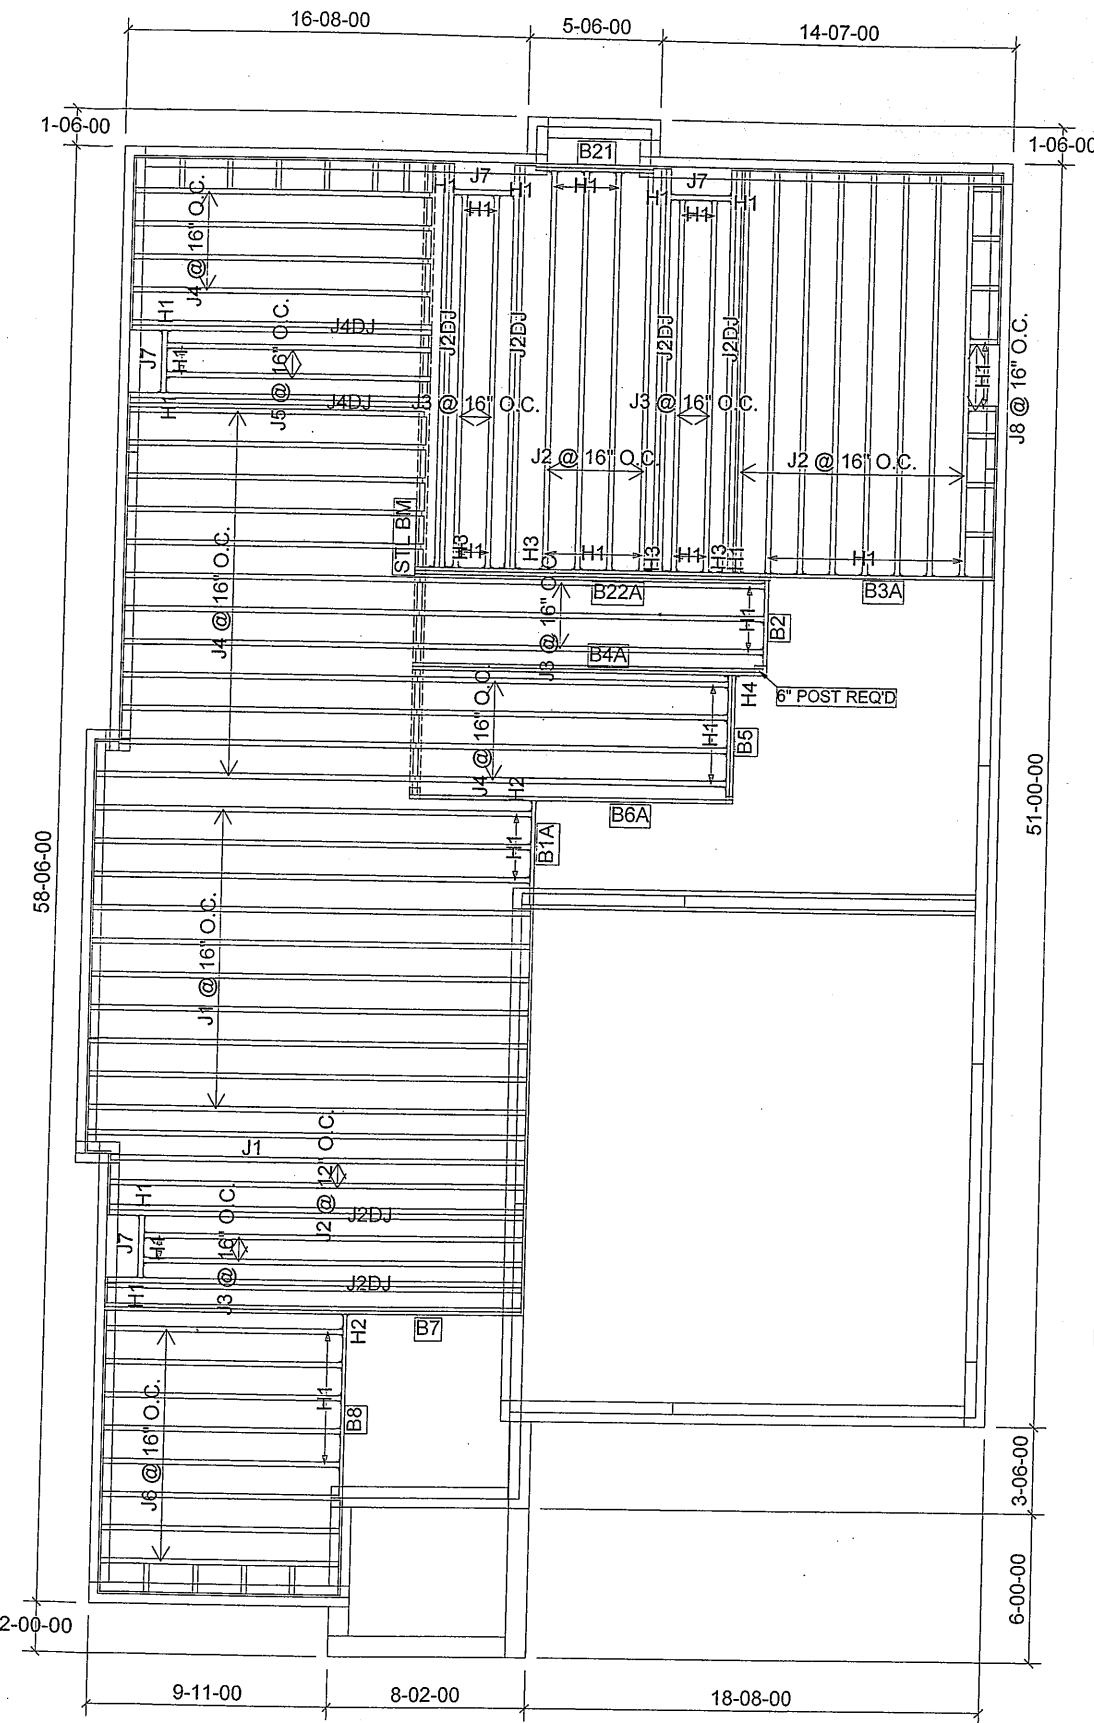 16-08-00
5-06-00
14-07-00
1-06-00
1-06-00
B21
J7
J7
H1
H1
H1
H1
H1
H1
H1
J4 @ 16" O.C.
H1
J4DJ
J7
H1
J5 @ 16" O.C.
H1
J4DJ
J2DJ
J2DJ
J2DJ
J2DJ
H1
J8 @ 16" O.C.
J3 @ 16" O.C.
J3 @ 16" O.C.
J2 @ 16" O.C.
J2 @ 16" O.C.
STL BM
H3
H1
H3
H1
H3
H1
H3
H1
H1
B22A
B3A
J4 @ 16" O.C.
J3 @ 16" O.C.
H1
B2
B4A
6" POST REQ'D
H4
J4 @ 16" O.C.
H1
B5
H2
B6A
H1
B1A
51-00-00
58-06-00
J1 @ 16" O.C.
J1
J2 @ 12" O.C.
H1
J2DJ
J7
H1
J3 @ 16" O.C.
J2DJ
H1
H2
B7
H1
B8
J6 @ 16" O.C.
3-06-00
6-00-00
2-00-00
9-11-00
8-02-00
18-08-00